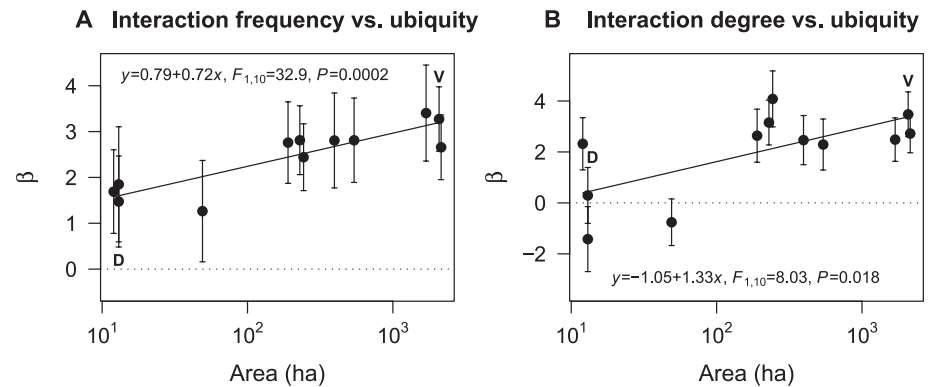 A Interaction frequency vs. ubiquity
y=0.79+0.72x, F1,10=32.9, P=0.0002
V
D
β
4
3
2
1
0
10¹ 10² 10³
Area (ha)
B Interaction degree vs. ubiquity
V
D
β
4
2
0
−2
y=−1.05+1.33x, F1,10=8.03, P=0.018
10¹ 10² 10³
Area (ha)